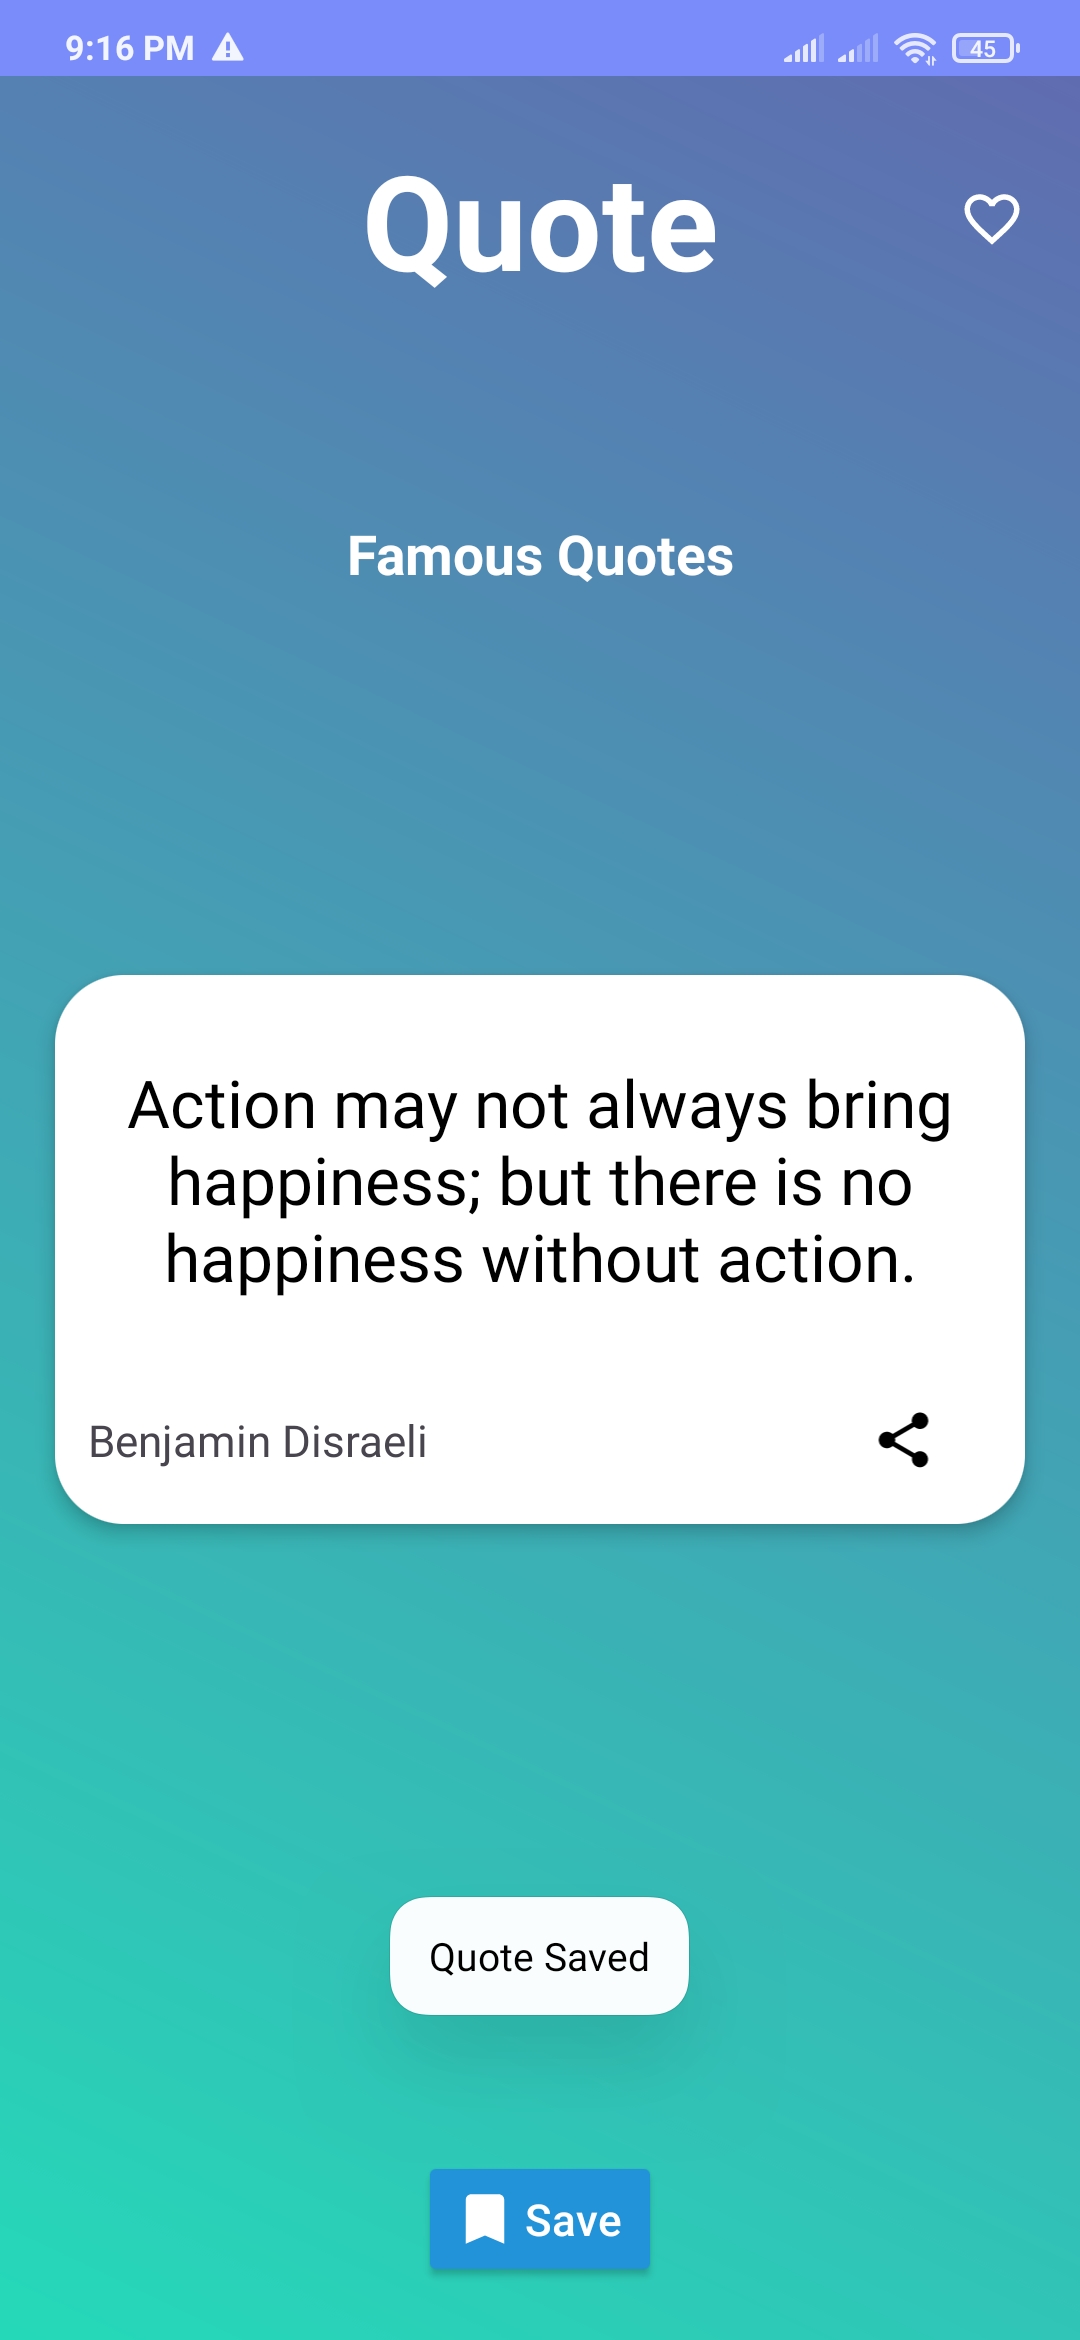 9:16 PM
45
Quote
Famous Quotes
Action may not always bring
happiness; but there is no
happiness without action.
Benjamin Disraeli
Quote Saved
Save